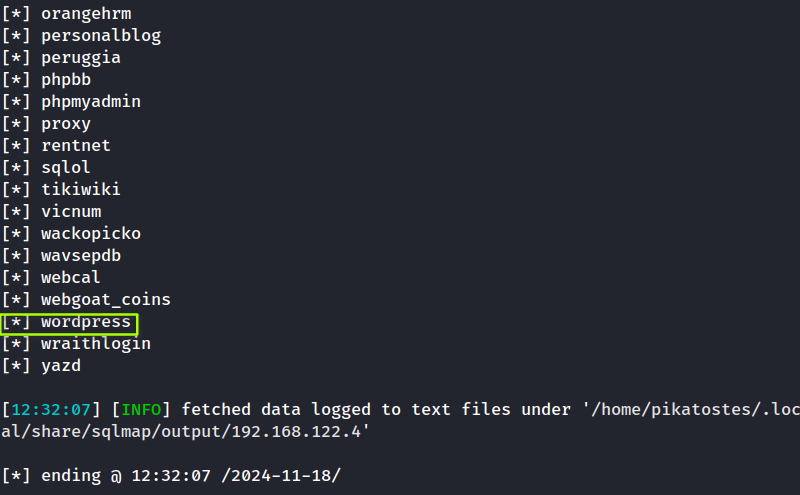 [*] orangehrm
[*] personalblog
[*] peruggia
[*] phpbb
[*] phpmyadmin
[*] proxy
[*] rentnet
[*] sqlol
[*] tikiwiki
[*] vicnum
[*] wackopicko
[*] wavsepdb
[*] webcal
[*] webgoat_coins
[*] wordpress
[*] wraithlogin
[*] yazd
[12:32:07] [INFO] fetched data logged to text files under '/home/pikatostes/.loc
al/share/sqlmap/output/192.168.122.4'
[*] ending @ 12:32:07 /2024-11-18/